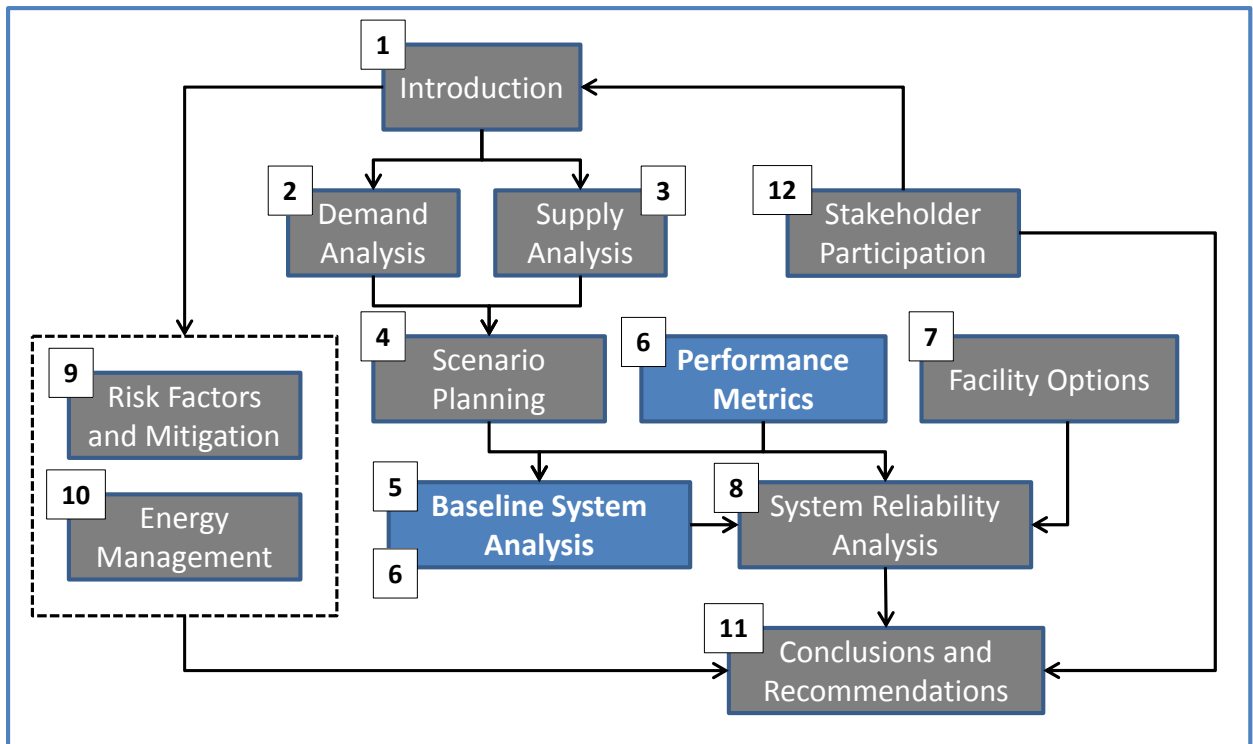 1
Introduction
2
Demand
Analysis
3
Supply
Analysis
12
Stakeholder
Participation
4
Scenario
Planning
6
Performance
Metrics
7
Facility Options
9
Risk Factors
and Mitigation
10
Energy
Management
5
Baseline System
Analysis
6
8
System Reliability
Analysis
11
Conclusions and
Recommendations